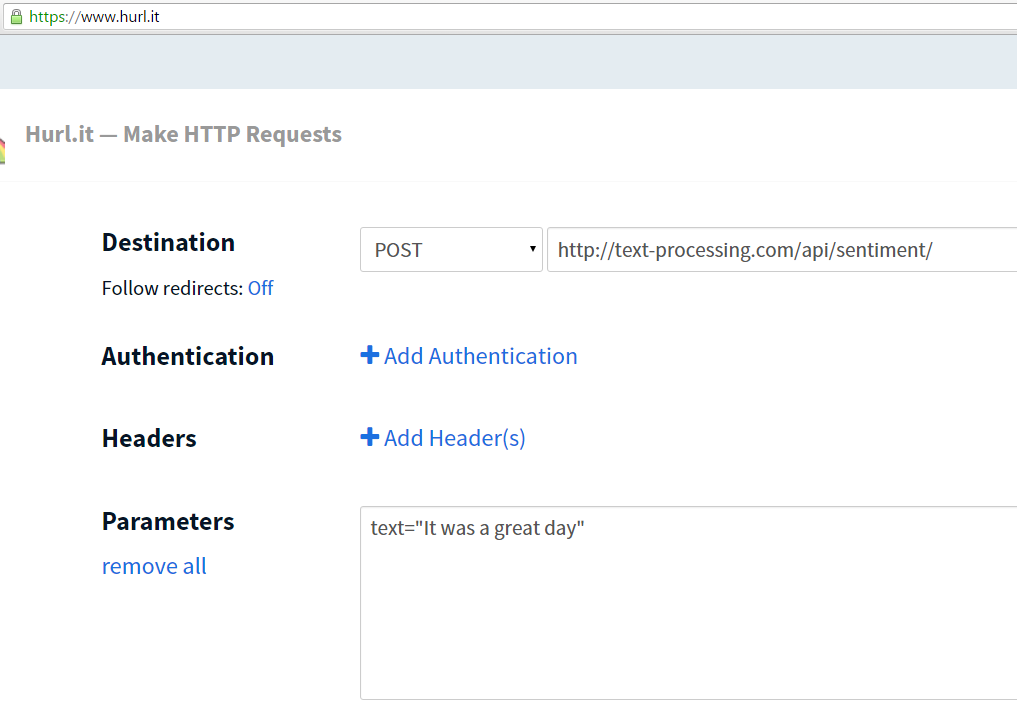 https://www.hurl.it
Hurl.it — Make HTTP Requests
Destination
POST
http://text-processing.com/api/sentiment/
Follow redirects: Off
Authentication
Add Authentication
Headers
Add Header(s)
Parameters
text="It was a great day"
remove all